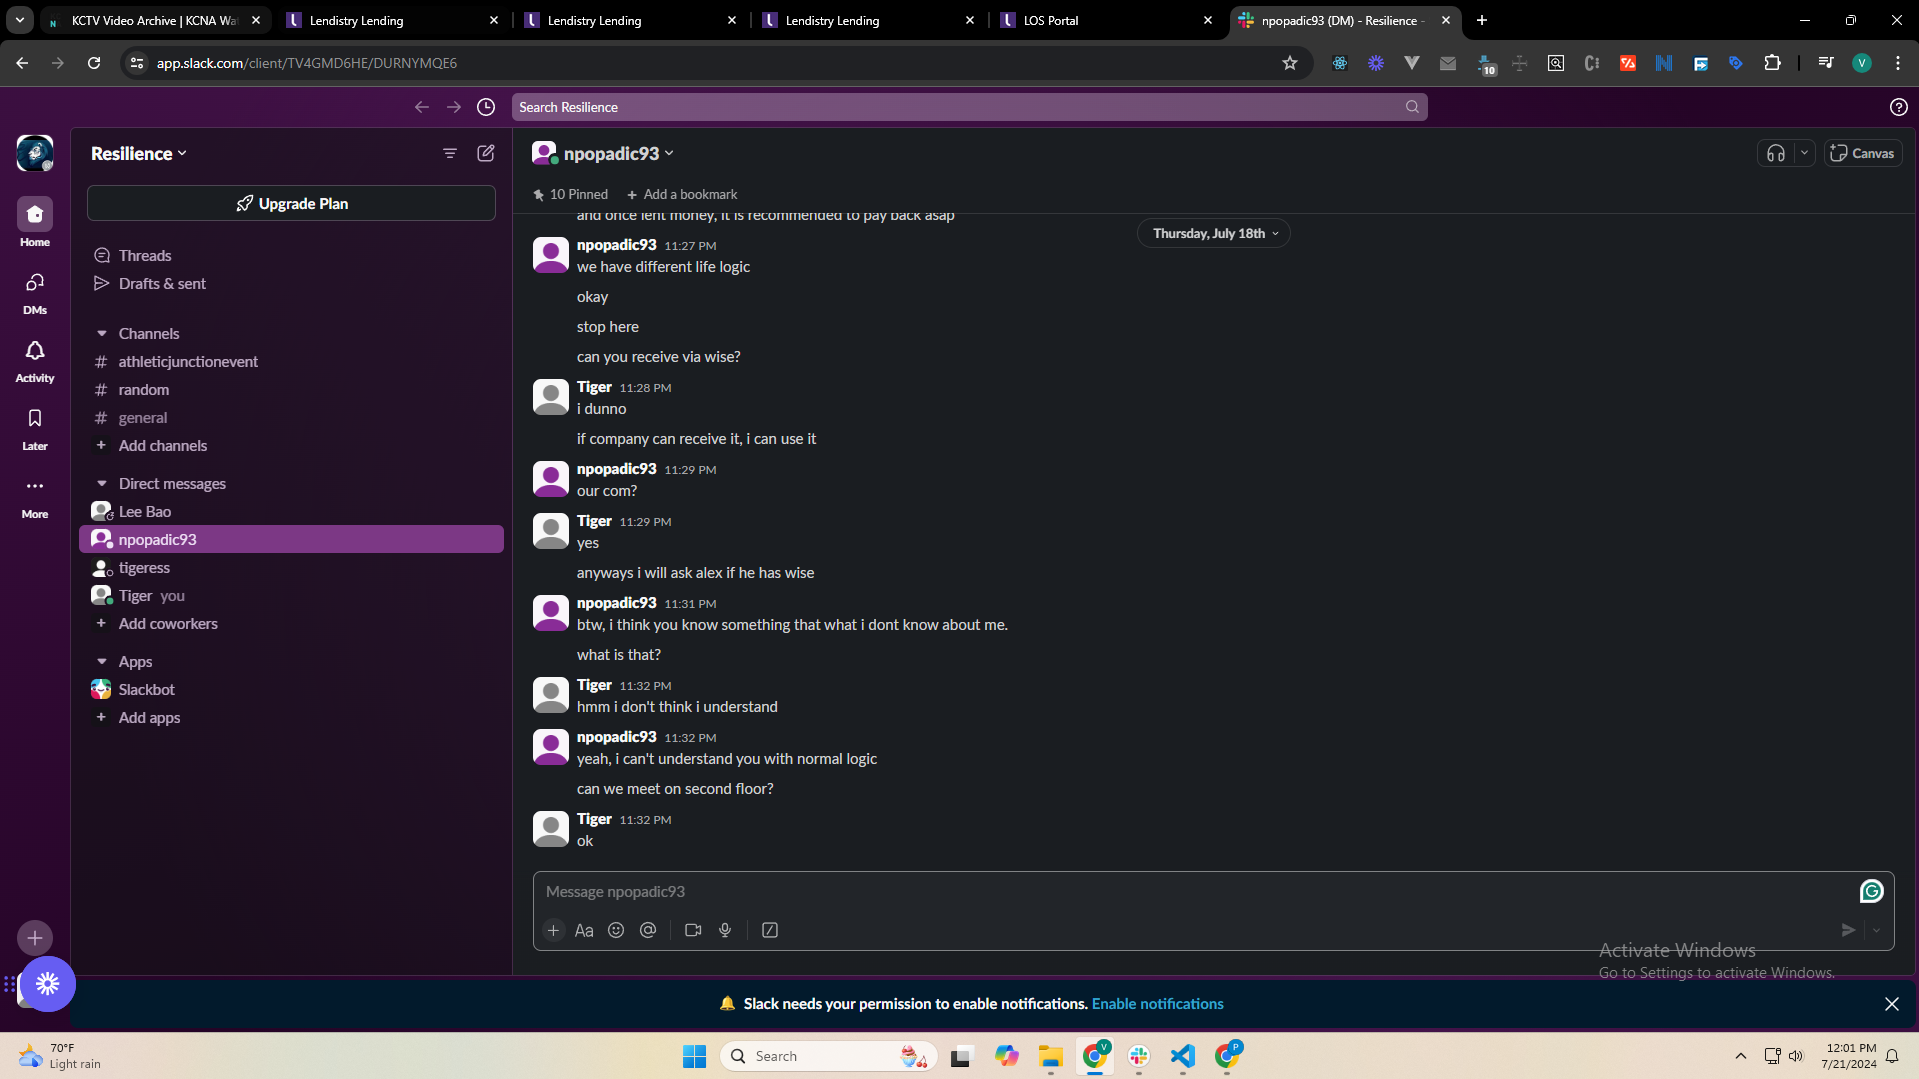 KCTV Video Archive | KCNA Wat
Lendistry Lending
Lendistry Lending
Lendistry Lending
LOS Portal
npopadic93 (DM) - Resilience -
app.slack.com/client/TV4GMD6HE/DURNYMQE6
10
V
Search Resilience
Resilience
Upgrade Plan
Home
DMs
Activity
Later
More
Threads
Drafts & sent
Channels
# athleticjunctionevent
# random
# general
+ Add channels
Direct messages
Lee Bao
npopadic93
tigeress
Tiger you
+ Add coworkers
Apps
Slackbot
+ Add apps
npopadic93
Canvas
10 Pinned
+ Add a bookmark
and once lent money, it is recommended to pay back asap
Thursday, July 18th
npopadic93 11:27 PM
we have different life logic
okay
stop here
can you receive via wise?
Tiger 11:28 PM
i dunno
if company can receive it, i can use it
npopadic93 11:29 PM
our com?
Tiger 11:29 PM
yes
anyways i will ask alex if he has wise
npopadic93 11:31 PM
btw, i think you know something that what i dont know about me.
what is that?
Tiger 11:32 PM
hmm i don't think i understand
npopadic93 11:32 PM
yeah, i can't understand you with normal logic
can we meet on second floor?
Tiger 11:32 PM
ok
Message npopadic93
Aa
Activate Windows
Go to Settings to activate Windows.
Slack needs your permission to enable notifications. Enable notifications
70°F
Light rain
Search
V
P
12:01 PM
7/21/2024